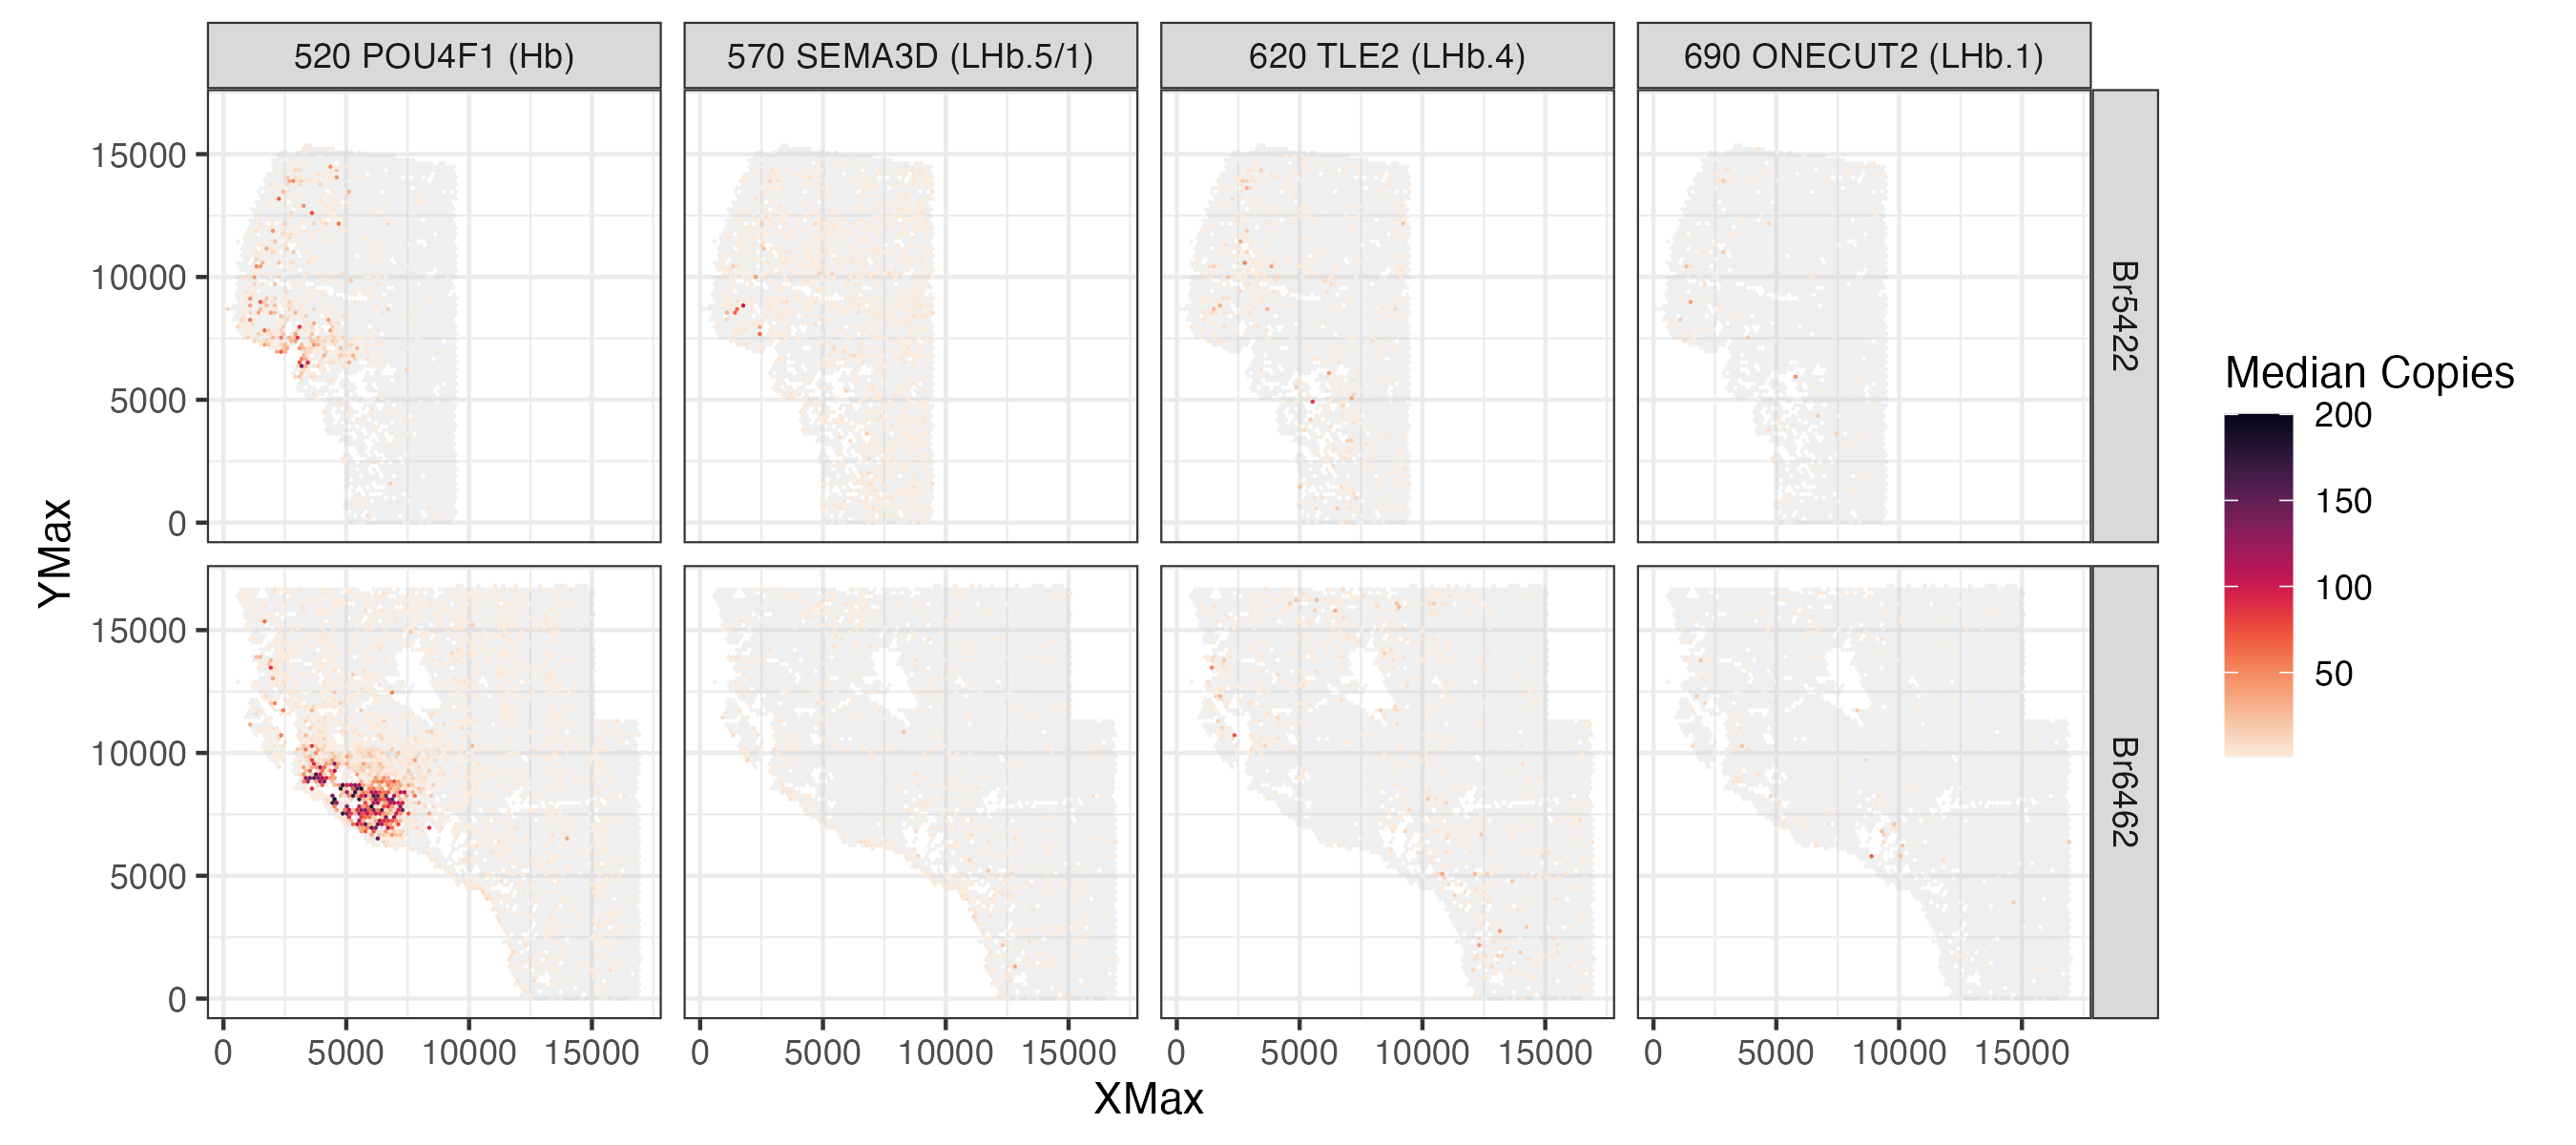 520 POU4F1 (Hb)
570 SEMA3D (LHb.5/1)
620 TLE2 (LHb.4)
690 ONECUT2 (LHb.1)
15000
10000
5000
0
Br5422
15000
10000
5000
0
Br6462
0 5000 10000 15000
0 5000 10000 15000
0 5000 10000 15000
0 5000 10000 15000
XMax
YMax
Median Copies
200
150
100
50